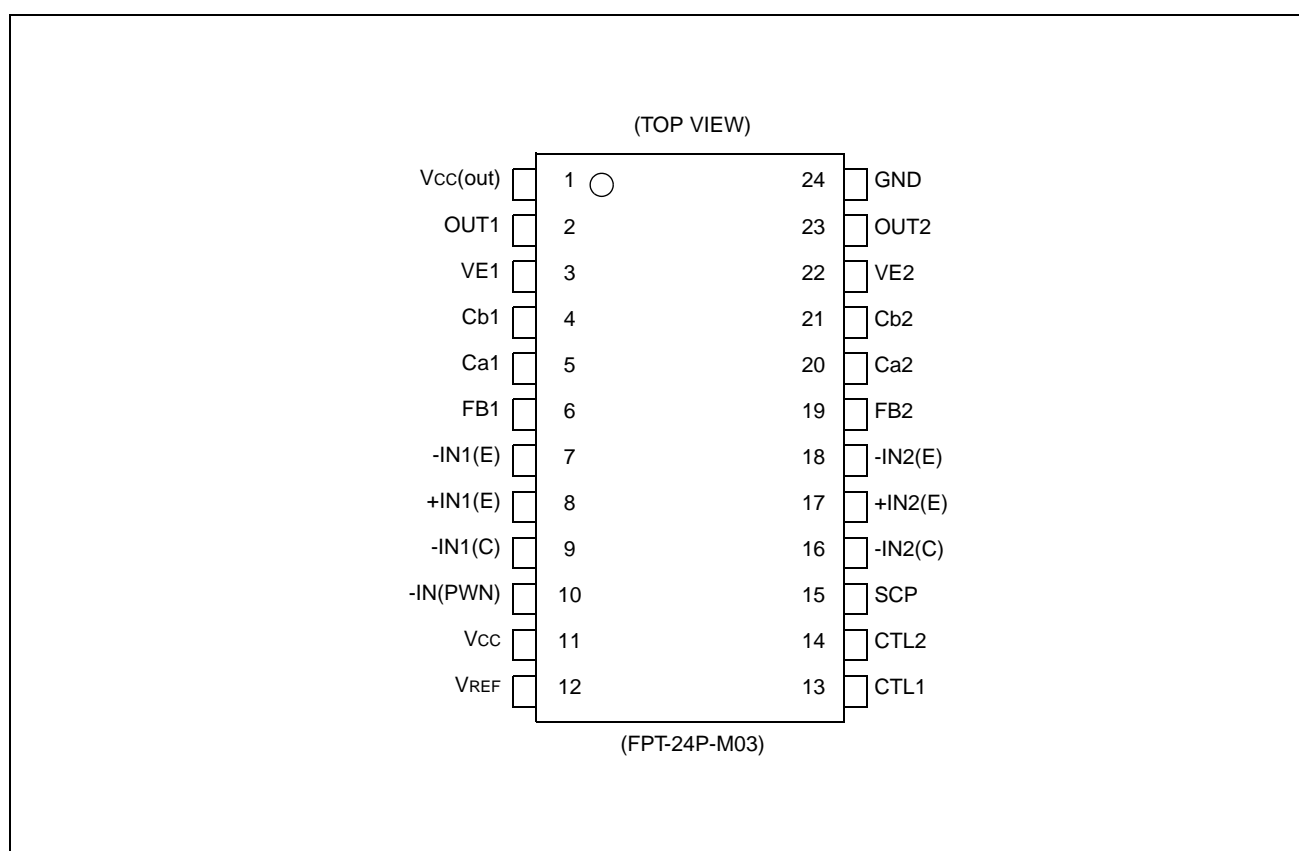 (TOP VIEW)
Vcc(out) 1 24 GND
OUT1 2 23 OUT2
VE1 3 22 VE2
Cb1 4 21 Cb2
Ca1 5 20 Ca2
FB1 6 19 FB2
-IN1(E) 7 18 -IN2(E)
+IN1(E) 8 17 +IN2(E)
-IN1(C) 9 16 -IN2(C)
-IN(PWN) 10 15 SCP
Vcc 11 14 CTL2
VREF 12 13 CTL1
(FPT-24P-M03)